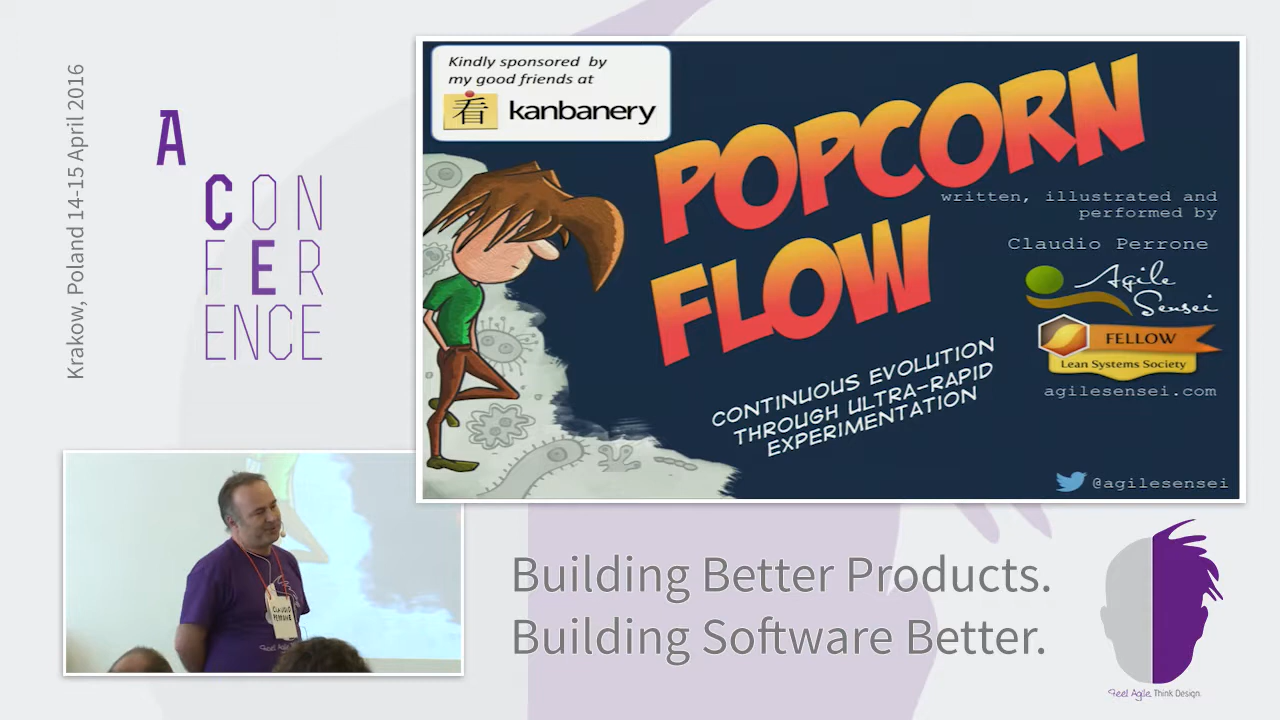 Krakow, Poland 14-15 April 2016
A
CON
FER
ENCE
Kindly sponsored by
my good friends at
看 kanbanery
POPCORN
FLOW
written, illustrated and
performed by
Claudio Perrone
Agile
Sensei
FELLOW
Lean Systems Society
agilesensei.com
CONTINUOUS EVOLUTION
THROUGH ULTRA-RAPID
EXPERIMENTATION
@agilesensei
CLAUDIO
PERRONE
Building Better Products.
Building Software Better.
Feel Agile. Think Design.